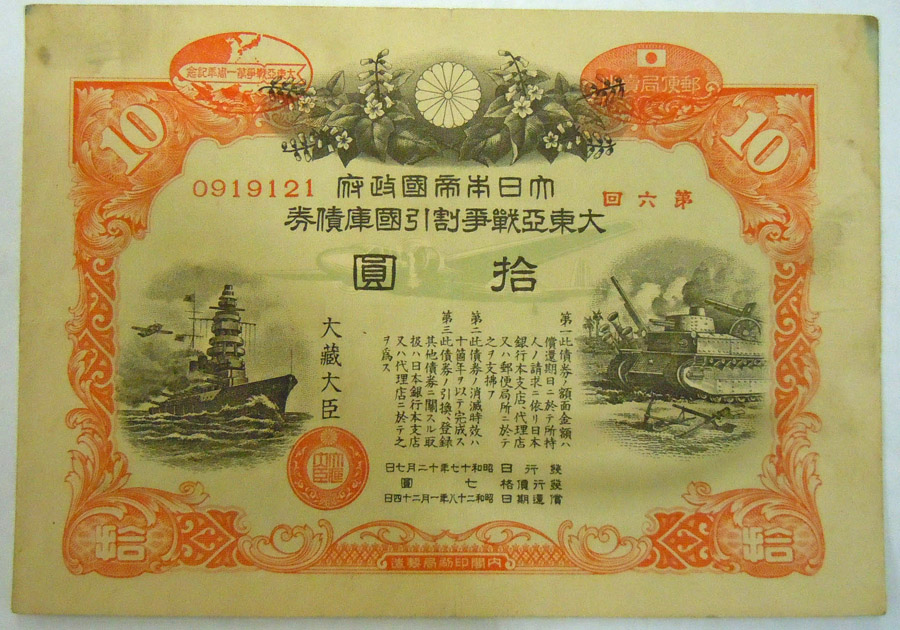 大東亞戰爭第一週年記念
郵便局賣
10
10
大日本帝國政府
0919121
第六回
大東亞戰爭割引國庫債券
拾圓
第一此債券ノ額面金額ハ
償還期日ニ於テ所持
人ノ請求ニ依リ日本
銀行本支店、代理店
又ハ郵便局所ニ於テ
之ヲ支拂フ
第二此債券ノ消滅時效ハ
十箇年ヲ以テ完成ス
第三此債券ノ引換、登錄
其他債券ニ關スル取
扱ハ日本銀行本支店
又ハ代理店ニ於テ之
ヲ爲ス
大藏大臣
大藏大臣
發行日 昭和十七年十二月七日
發行價格 七圓
償還期日 昭和二十八年一月二十四日
拾
拾
內閣印刷局製造